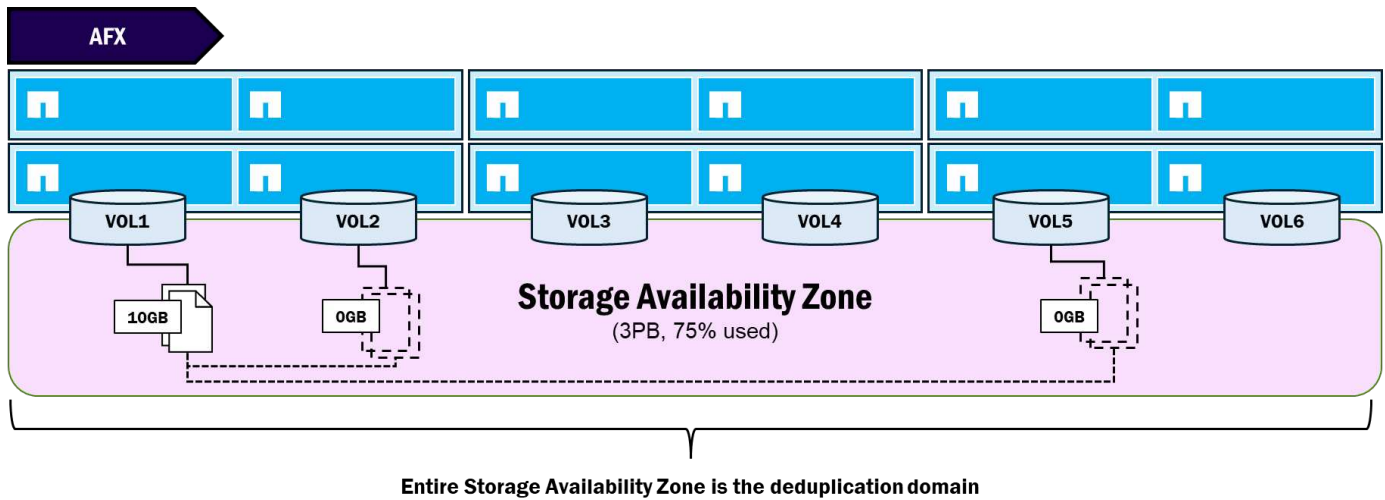 AFX
VOL1
VOL2
VOL3
VOL4
VOL5
VOL6
10GB
0GB
Storage Availability Zone
(3PB, 75% used)
0GB
Entire Storage Availability Zone is the deduplication domain